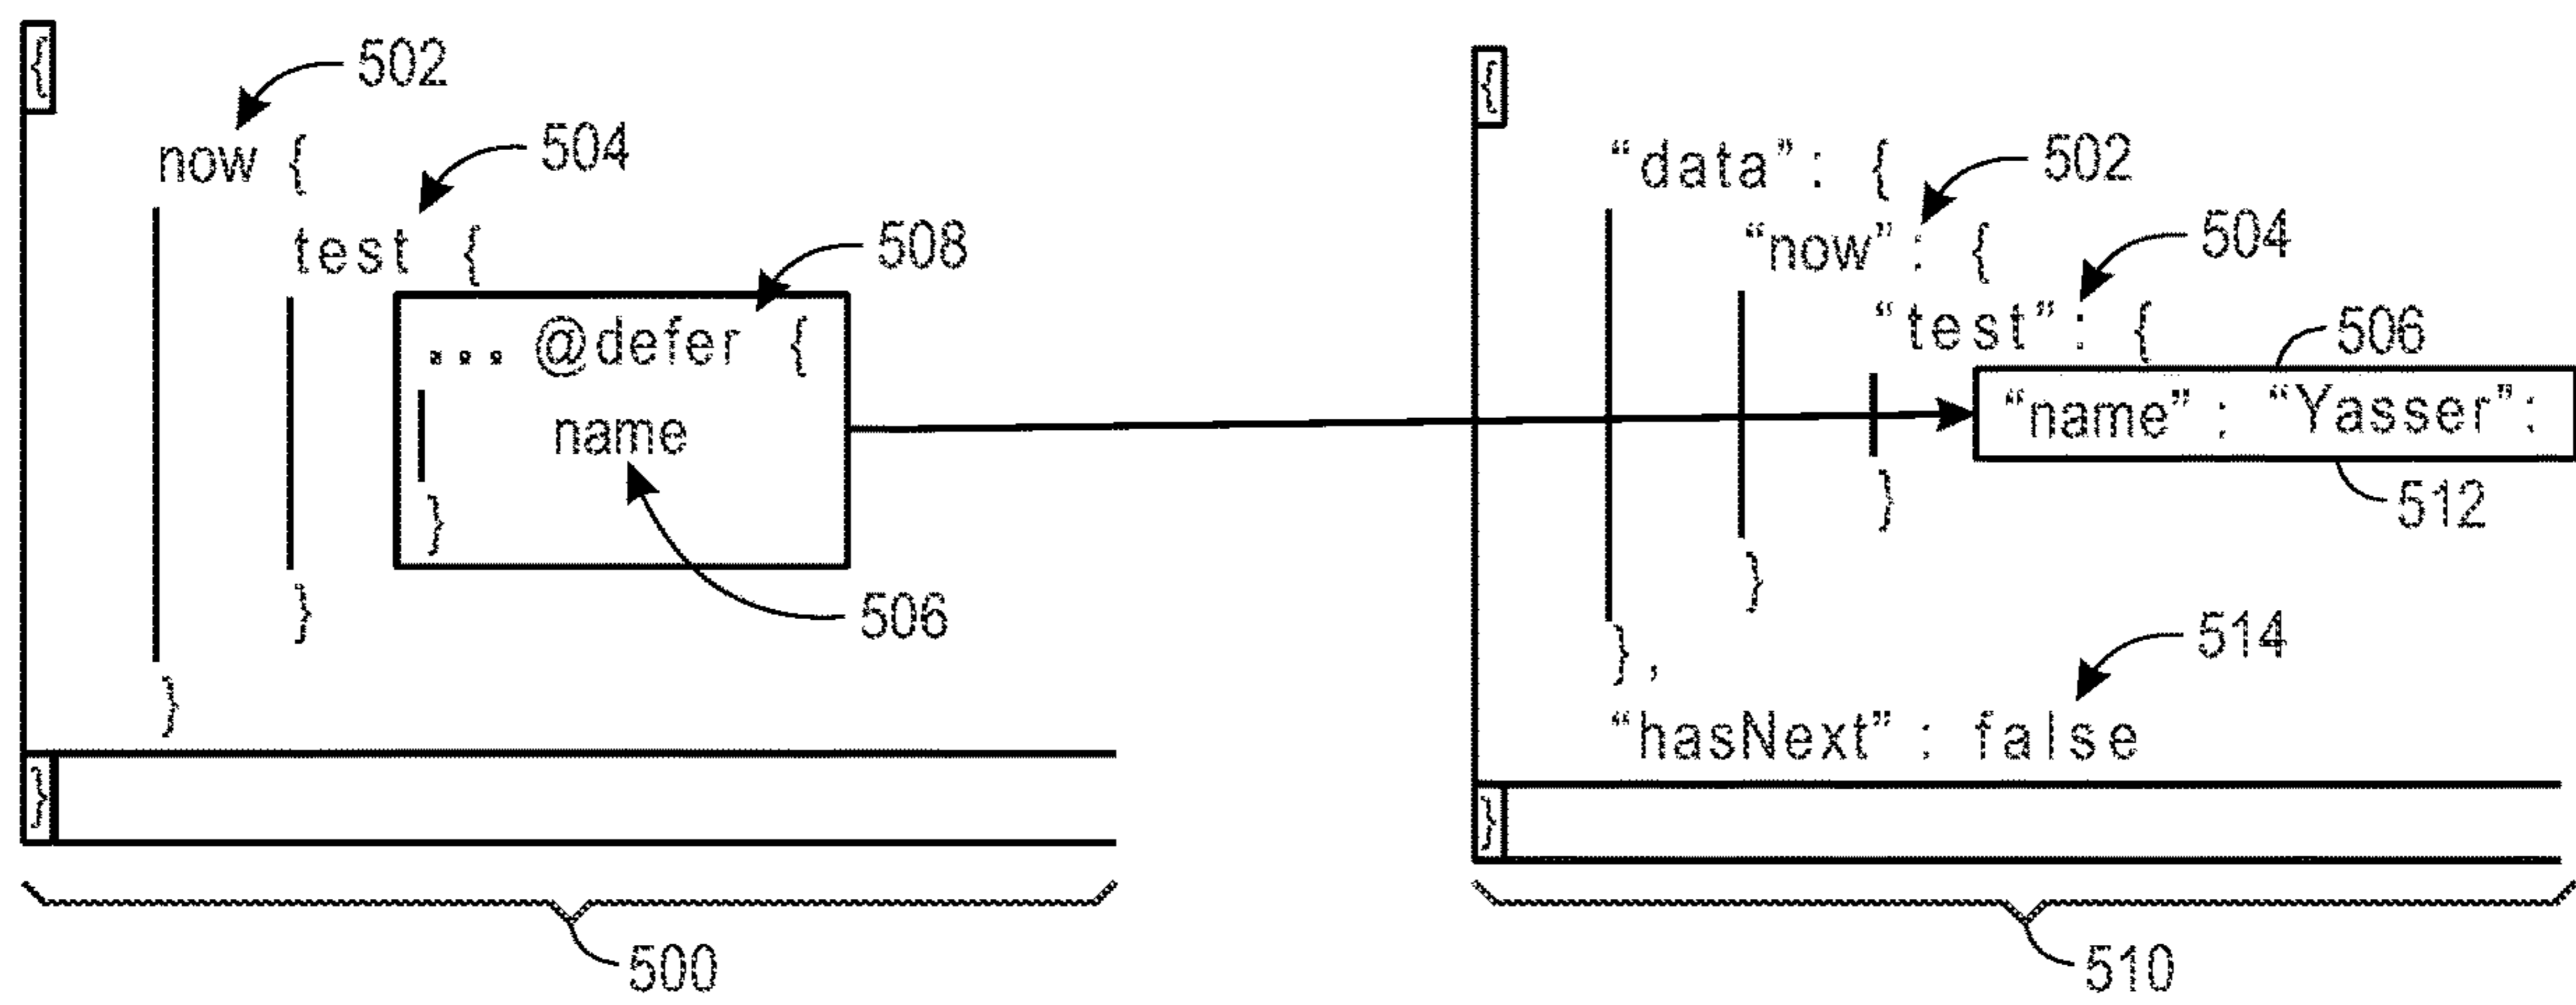 {
502
now {
504
test {
508
... @defer {
name
}
506
}
}
}
500
{
"data": {
502
"now": {
504
"test": {
506
“name” : “Yasser”:
512
}
}
},
514
“hasNext” : false
}
510